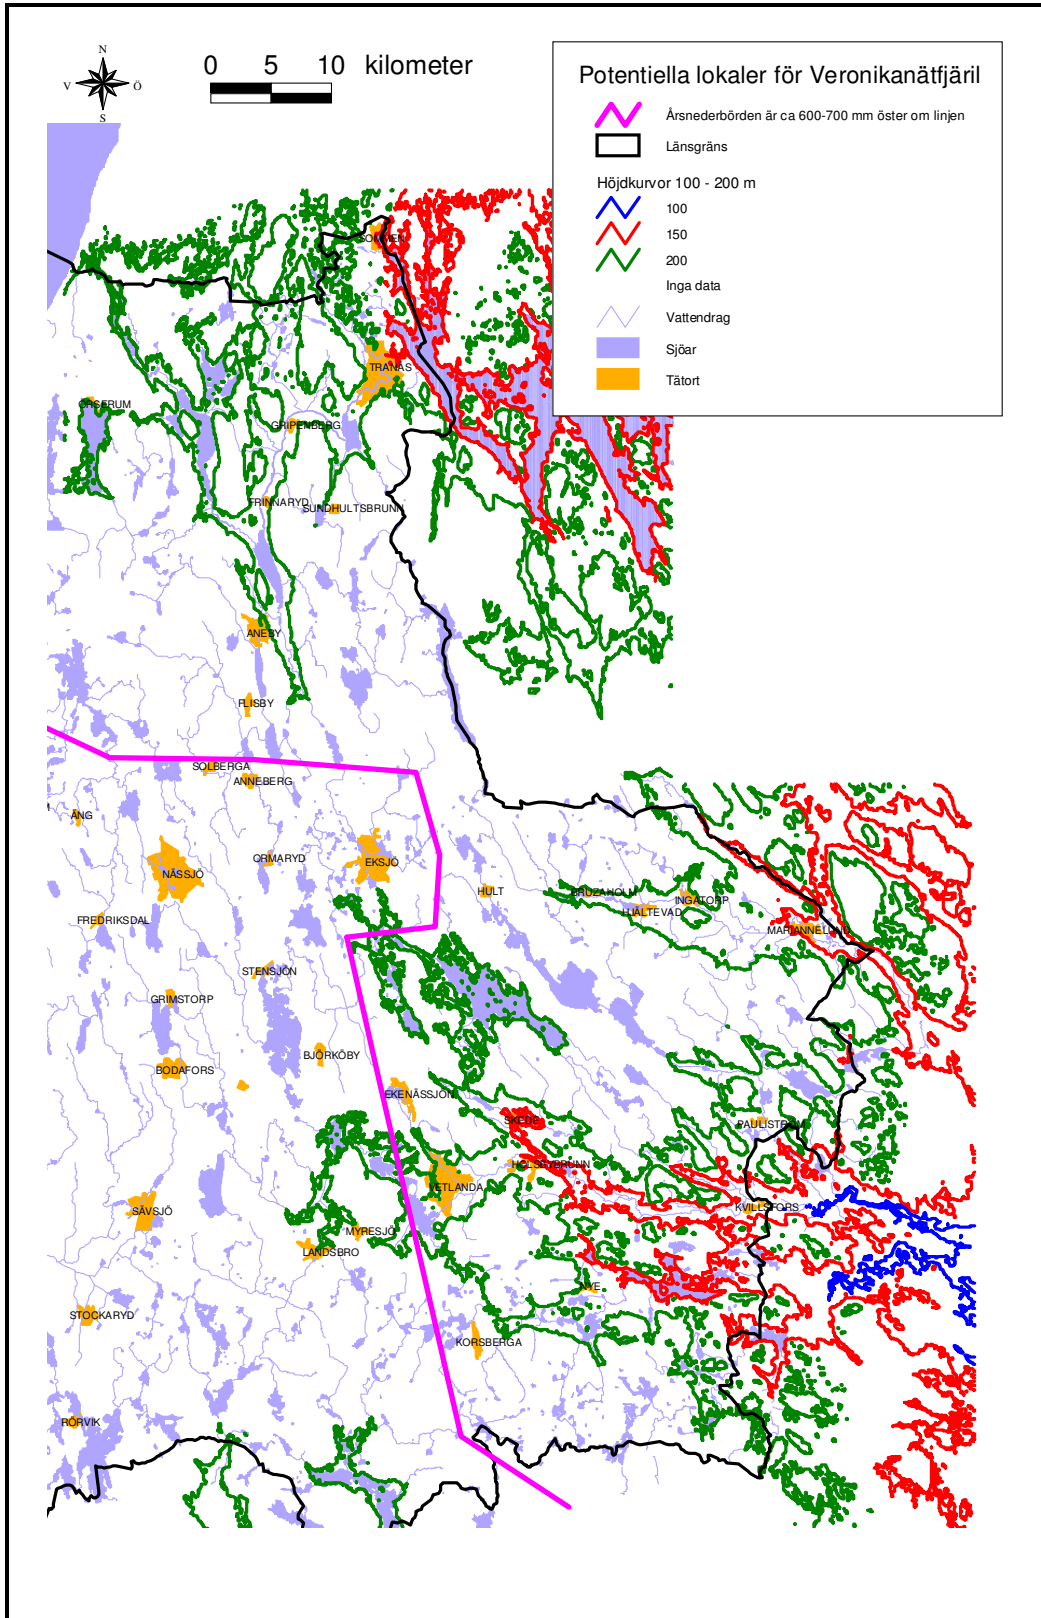 N
V Ö
S
0 5 10 kilometer
Potentiella lokaler för Veronikanätfjäril
Årsnederbörden är ca 600-700 mm öster om linjen
Länsgräns
Höjdkurvor 100 - 200 m
100
150
200
Inga data
Vattendrag
Sjöar
Tätort
SOMMEN
TRANÅS
ÖRSERUM
GRIPENBERG
FRINNARYD
SUNDHULTSBRUNN
ANEBY
FLISBY
SOLBERGA
ANNEBERG
ÄNG
ORMARYD
EKSJÖ
NÄSSJÖ
HULT
BRUZAHOLM
INGATORP
HJÄLTEVAD
FREDRIKSDAL
MARIANNELUND
STENSJÖN
GRIMSTORP
BJÖRKÖBY
BODAFORS
EKENÄSSJÖN
SKEDE
PAULISTRÖM
HOLSBYBRUNN
VETLANDA
SÄVSJÖ
KVILLSFORS
MYRESJÖ
LANDSBRO
NYE
STOCKARYD
KORSBERGA
RÖRVIK